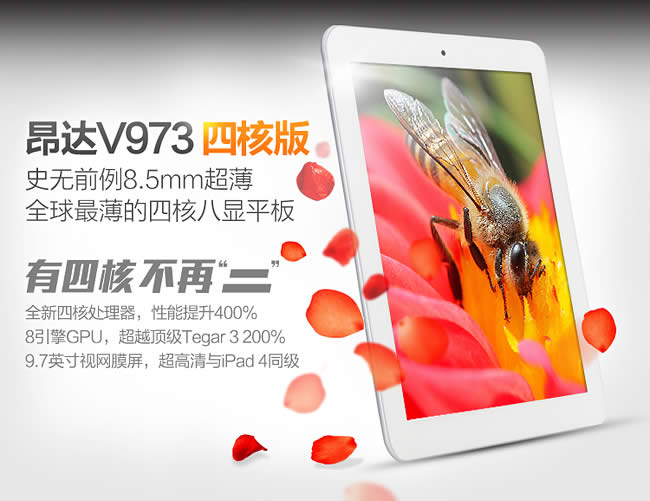 昂达V973 四核版
史无前例8.5mm超薄
全球最薄的四核八显平板
有四核 不再“二”
全新四核处理器，性能提升400%
8引擎GPU，超越顶级Tegar 3 200%
9.7英寸视网膜屏，超高清与iPad 4同级